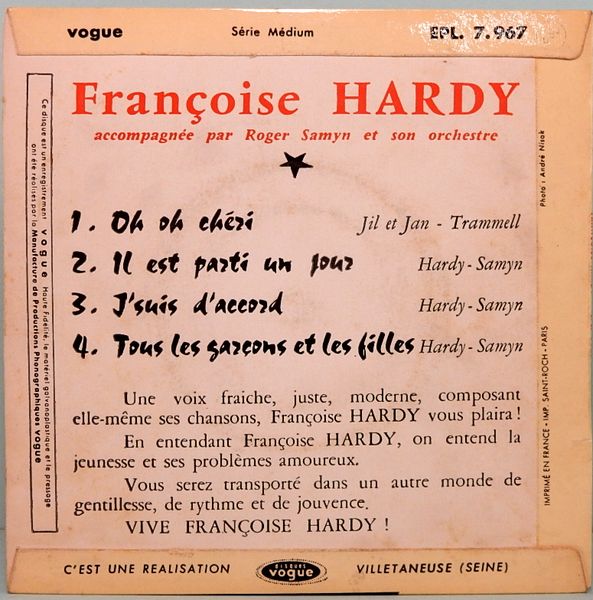 vogue Série Médium EPL. 7.967
Françoise HARDY
accompagnée par Roger Samyn et son orchestre
1. Oh oh chéri Jil et Jan - Trammell
2. Il est parti un jour Hardy - Samyn
3. J'suis d'accord Hardy - Samyn
4. Tous les garçons et les filles Hardy - Samyn
Une voix fraiche, juste, moderne, composant
elle-même ses chansons, Françoise HARDY vous plaira !
En entendant Françoise HARDY, on entend la
jeunesse et ses problèmes amoureux.
Vous serez transporté dans un autre monde de
gentillesse, de rythme et de jouvence.
VIVE FRANÇOISE HARDY !
Ce disque est un enregistrement vogue Haute Fidélité, le matériel galvanoplastique et le pressage
ont été réalisés par la Manufacture de Productions Phonographiques vogue
Photo : André Nisak
IMPRIMÉ EN FRANCE - IMP. SAINT-ROCH - PARIS
C'EST UNE REALISATION DISQUES vogue VILLETANEUSE (SEINE)